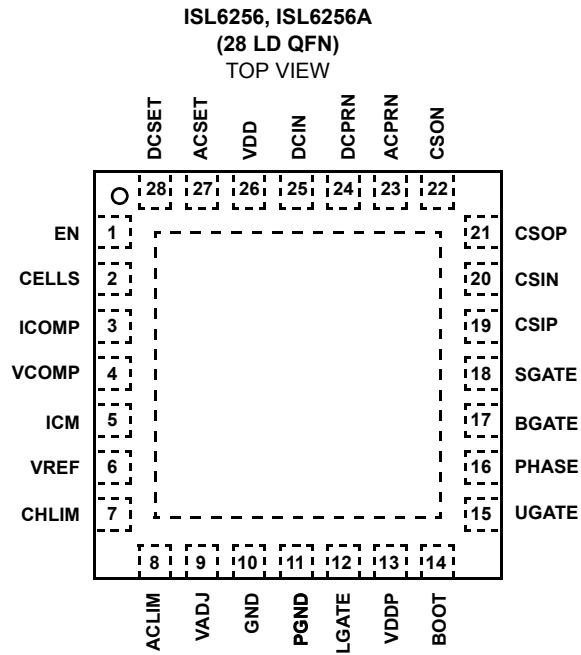 ISL6256, ISL6256A
(28 LD QFN)
TOP VIEW
DCSET
ACSET
VDD
DCIN
DCPRN
ACPRN
CSON
28 27 26 25 24 23 22
EN 1
CELLS 2
ICOMP 3
VCOMP 4
ICM 5
VREF 6
CHLIM 7
21 CSOP
20 CSIN
19 CSIP
18 SGATE
17 BGATE
16 PHASE
15 UGATE
8 9 10 11 12 13 14
ACLIM
VADJ
GND
PGND
LGATE
VDDP
BOOT